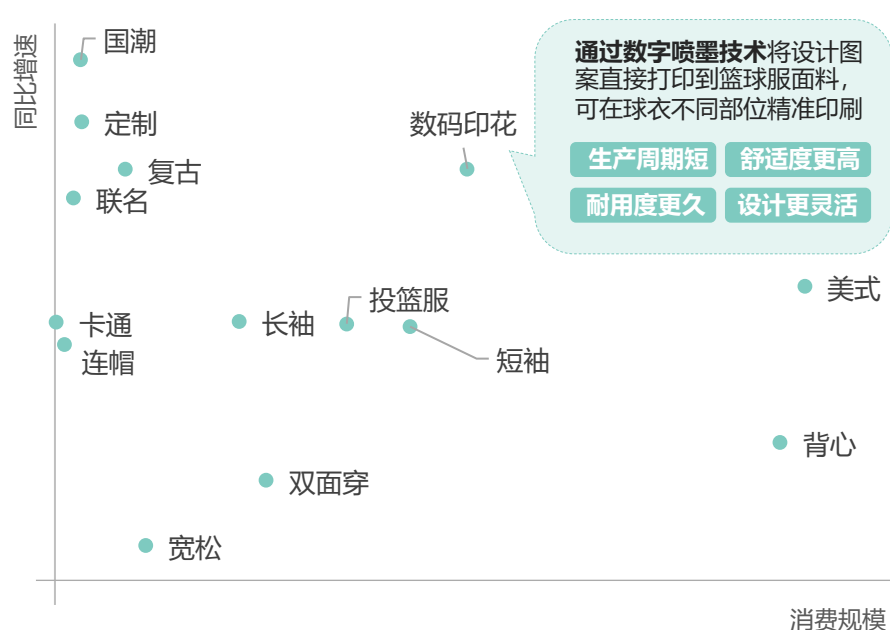 同比增速
国潮
定制
复古
联名
数码印花
通过数字喷墨技术将设计图
案直接打印到篮球服面料，
可在球衣不同部位精准印刷
生产周期短
舒适度更高
耐用度更久
设计更灵活
美式
卡通
连帽
长袖
投篮服
短袖
背心
双面穿
宽松
消费规模